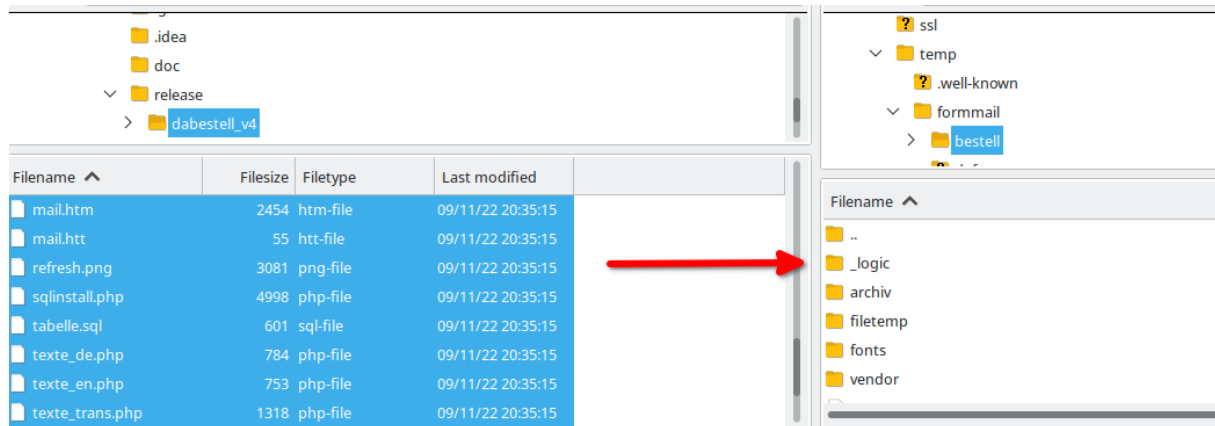 .idea
doc
release
dabestell_v4
Filename Filesize Filetype Last modified
mail.htm 2454 htm-file 09/11/22 20:35:15
mail.htt 55 htt-file 09/11/22 20:35:15
refresh.png 3081 png-file 09/11/22 20:35:15
sqlinstall.php 4998 php-file 09/11/22 20:35:15
tabelle.sql 601 sql-file 09/11/22 20:35:15
texte_de.php 784 php-file 09/11/22 20:35:15
texte_en.php 753 php-file 09/11/22 20:35:15
texte_trans.php 1318 php-file 09/11/22 20:35:15
? ssl
temp
? .well-known
formmail
bestell
Filename
..
_logic
archiv
filetemp
fonts
vendor